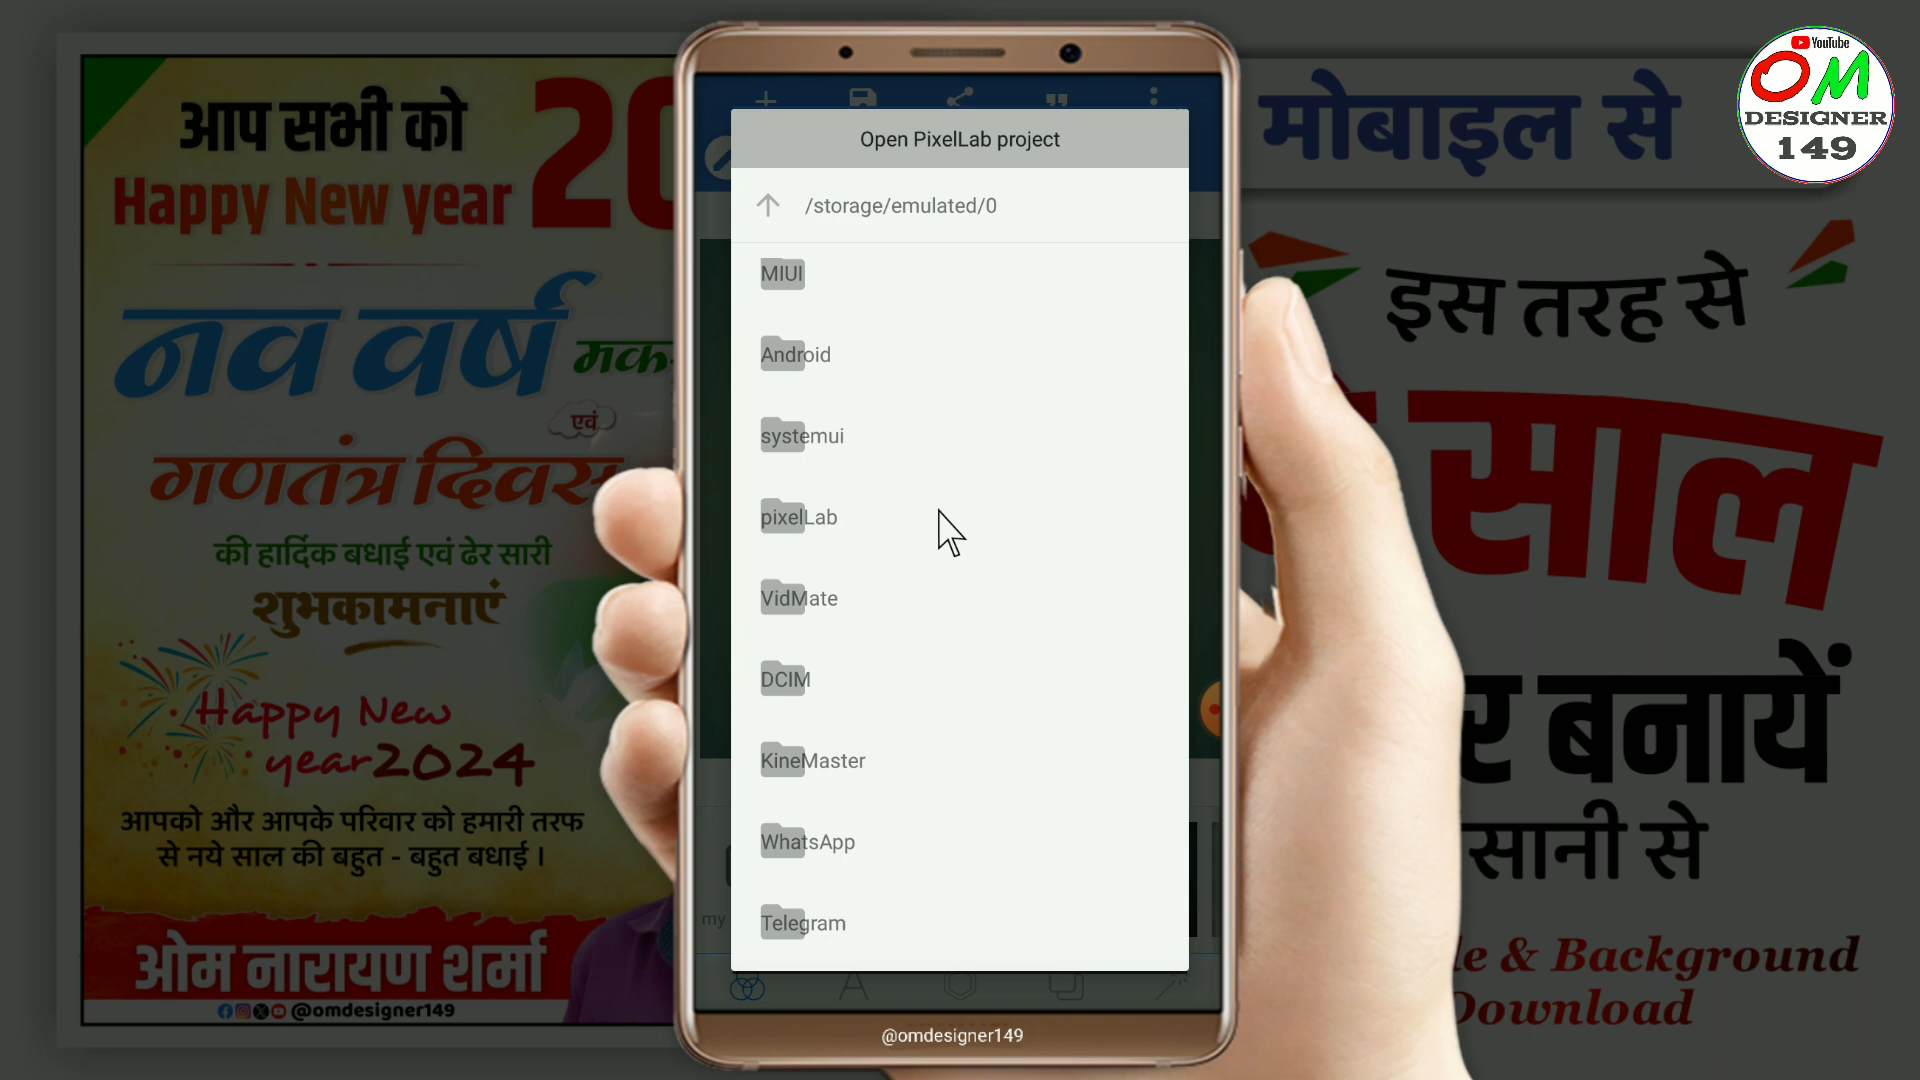 आप सभी को
Happy New year
नव वर्ष
एवं
गणतंत्र दिवस
की हार्दिक बधाई एवं ढेर सारी
शुभकामनाएं
Happy New
year2024
आपको और आपके परिवार को हमारी तरफ
से नये साल की बहुत - बहुत बधाई ।
ओम नारायण शर्मा
@omdesigner149
Open PixelLab project
/storage/emulated/0
MIUI
Android
systemui
pixelLab
VidMate
DCIM
KineMaster
WhatsApp
Telegram
my
@omdesigner149
मोबाइल से
YouTube
OM
DESIGNER
149
इस तरह से
साल
बनायें
से
& Background
Download